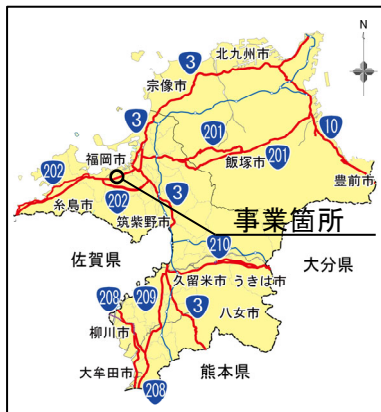 N
北九州市
3
宗像市
3
201
10
福岡市
飯塚市
201
202
豊前市
糸島市
202
3
筑紫野市
事業箇所
210
佐賀県
大分県
久留米市
うきは市
208
209
3
八女市
柳川市
大牟田市
熊本県
208